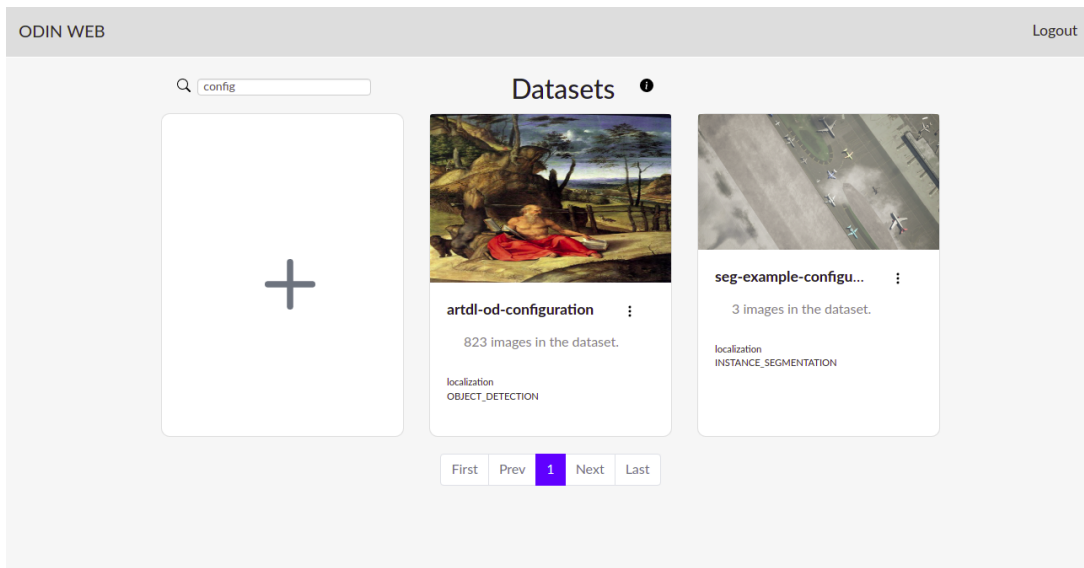 ODIN WEB
Logout
config
Datasets
artdl-od-configuration
823 images in the dataset.
localization
OBJECT_DETECTION
seg-example-configu...
3 images in the dataset.
localization
INSTANCE_SEGMENTATION
First Prev 1 Next Last